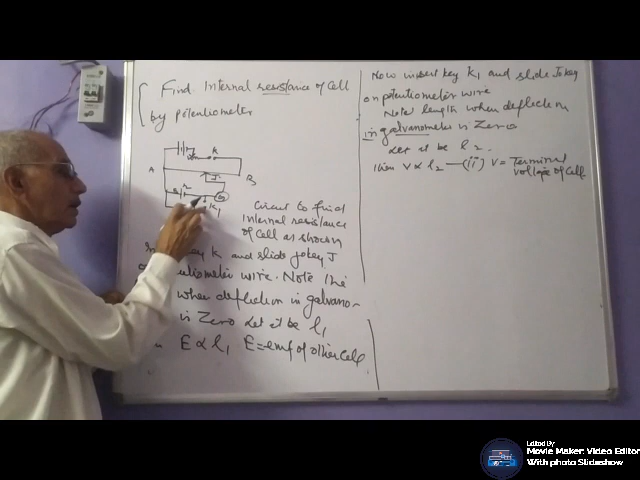 Find Internal resistance of Cell
by potentiometer
K
A
B
J
K1
Circuit to find
internal resistance
of Cell as shown
key K and slide jokey J
wire. Note the
when deflection in galvano-
is Zero let it be l1
E ∝ l1 E = emf of other cell
Now insert key K1 and slide Jokey
on potentiometer wire
Note length when deflection
in galvanometer is Zero
Let it be l2.
then V ∝ l2 —(ii) V = Terminal
voltage of Cell
Edited By
Movie Maker: Video Editor
With photo Slideshow